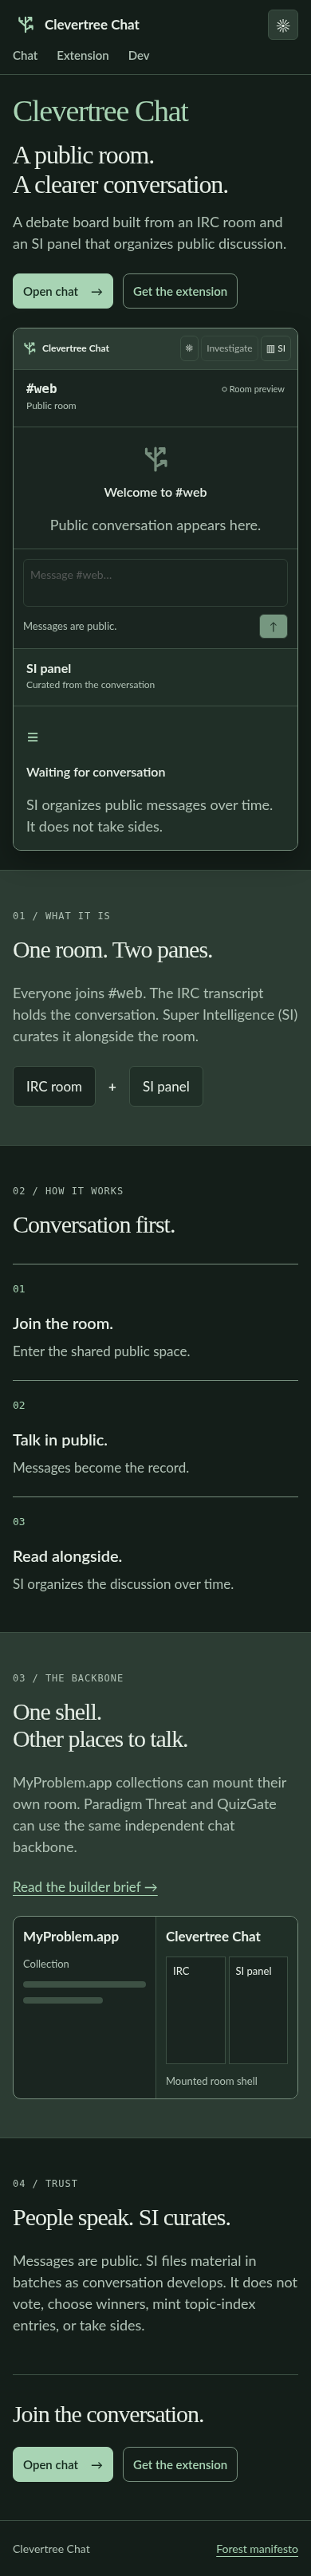 Clevertree Chat
Chat Extension Dev
Clevertree Chat
A public room.
A clearer conversation.
A debate board built from an IRC room and
an SI panel that organizes public discussion.
Open chat → Get the extension
Clevertree Chat Investigate SI
#web Room preview
Public room
Welcome to #web
Public conversation appears here.
Message #web...
Messages are public. ↑
SI panel
Curated from the conversation
Waiting for conversation
SI organizes public messages over time.
It does not take sides.
01 / WHAT IT IS
One room. Two panes.
Everyone joins #web. The IRC transcript
holds the conversation. Super Intelligence (SI)
curates it alongside the room.
IRC room + SI panel
02 / HOW IT WORKS
Conversation first.
01
Join the room.
Enter the shared public space.
02
Talk in public.
Messages become the record.
03
Read alongside.
SI organizes the discussion over time.
03 / THE BACKBONE
One shell.
Other places to talk.
MyProblem.app collections can mount their
own room. Paradigm Threat and QuizGate
can use the same independent chat
backbone.
Read the builder brief →
MyProblem.app Clevertree Chat
Collection IRC SI panel
Mounted room shell
04 / TRUST
People speak. SI curates.
Messages are public. SI files material in
batches as conversation develops. It does not
vote, choose winners, mint topic-index
entries, or take sides.
Join the conversation.
Open chat → Get the extension
Clevertree Chat Forest manifesto